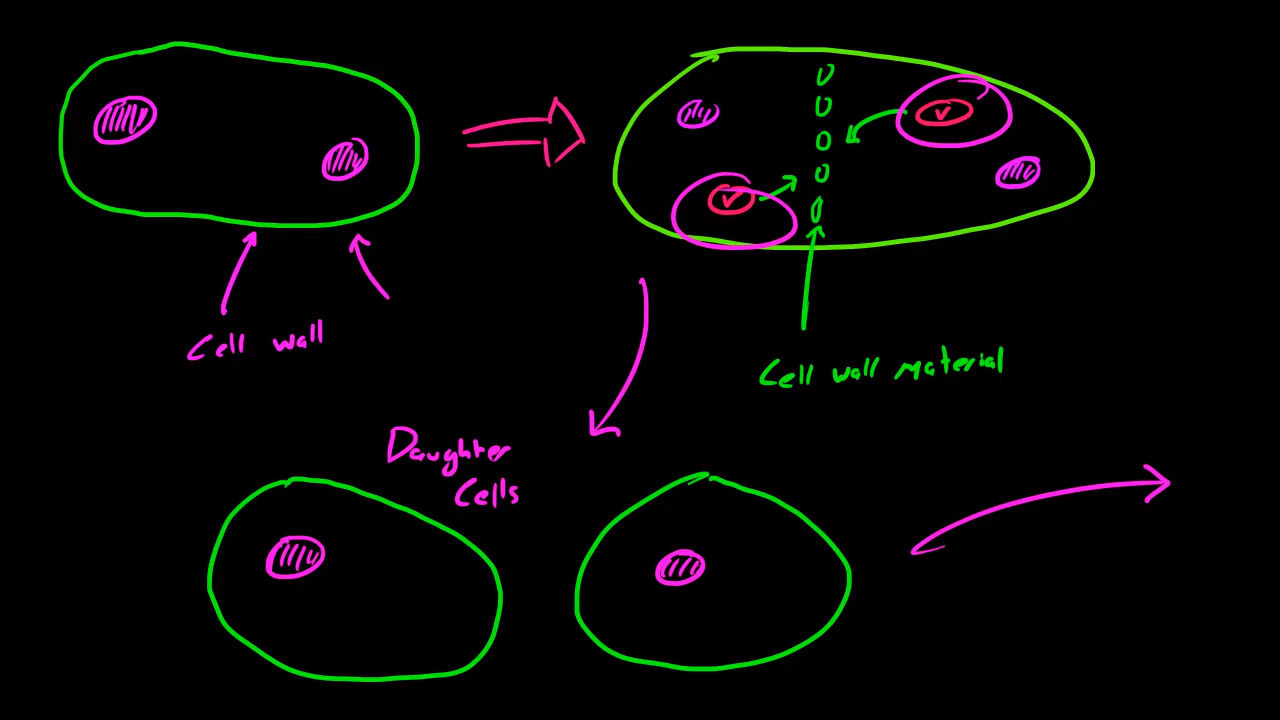 v
v
Cell wall
Cell wall material
Daughter
Cells